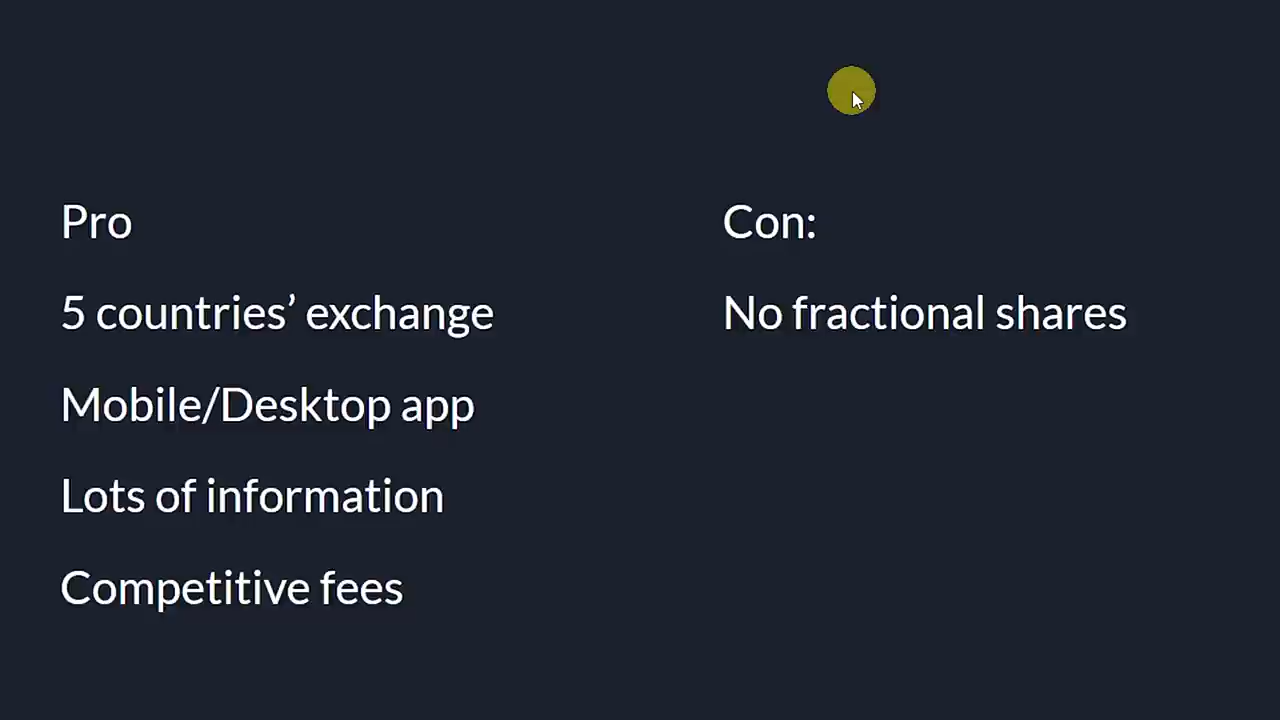 Pro
5 countries’ exchange
Mobile/Desktop app
Lots of information
Competitive fees
Con:
No fractional shares